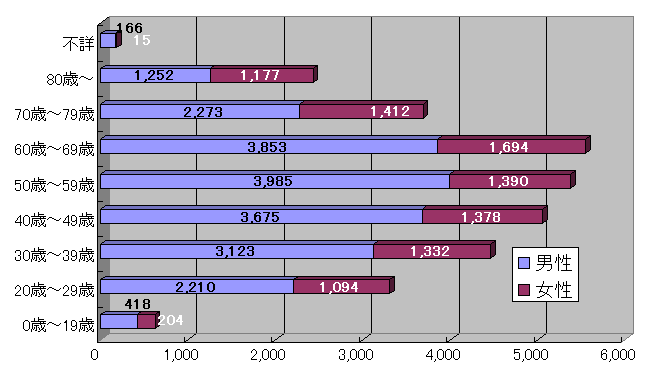 不詳 166 15
80歳~ 1,252 1,177
70歳~79歳 2,273 1,412
60歳~69歳 3,853 1,694
50歳~59歳 3,985 1,390
40歳~49歳 3,675 1,378
30歳~39歳 3,123 1,332
男性
20歳~29歳 2,210 1,094
女性
0歳~19歳 418 204
0 1,000 2,000 3,000 4,000 5,000 6,000